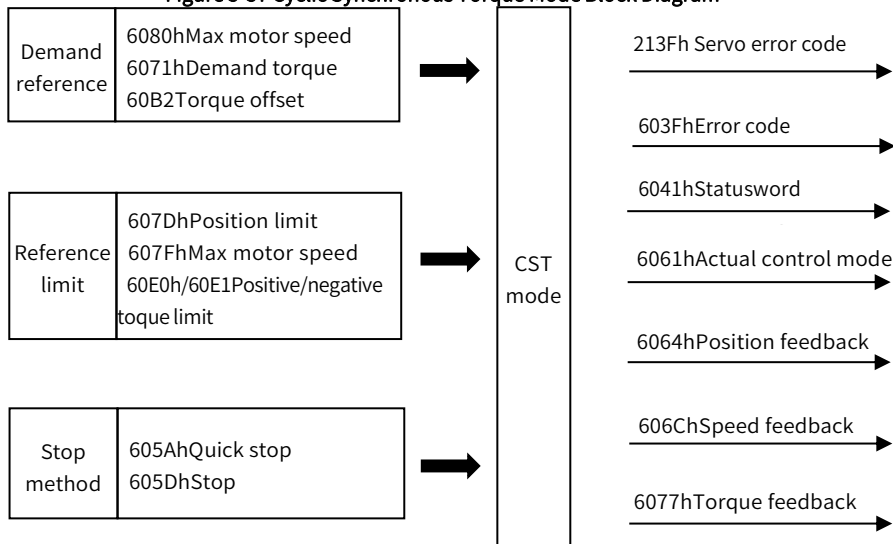 Demand
reference
6080hMax motor speed
6071hDemand torque
60B2Torque offset
Reference
limit
607DhPosition limit
607FhMax motor speed
60E0h/60E1Positive/negative
toque limit
Stop
method
605AhQuick stop
605DhStop
CST
mode
213Fh Servo error code
603FhError code
6041hStatusword
6061hActual control mode
6064hPosition feedback
606ChSpeed feedback
6077hTorque feedback